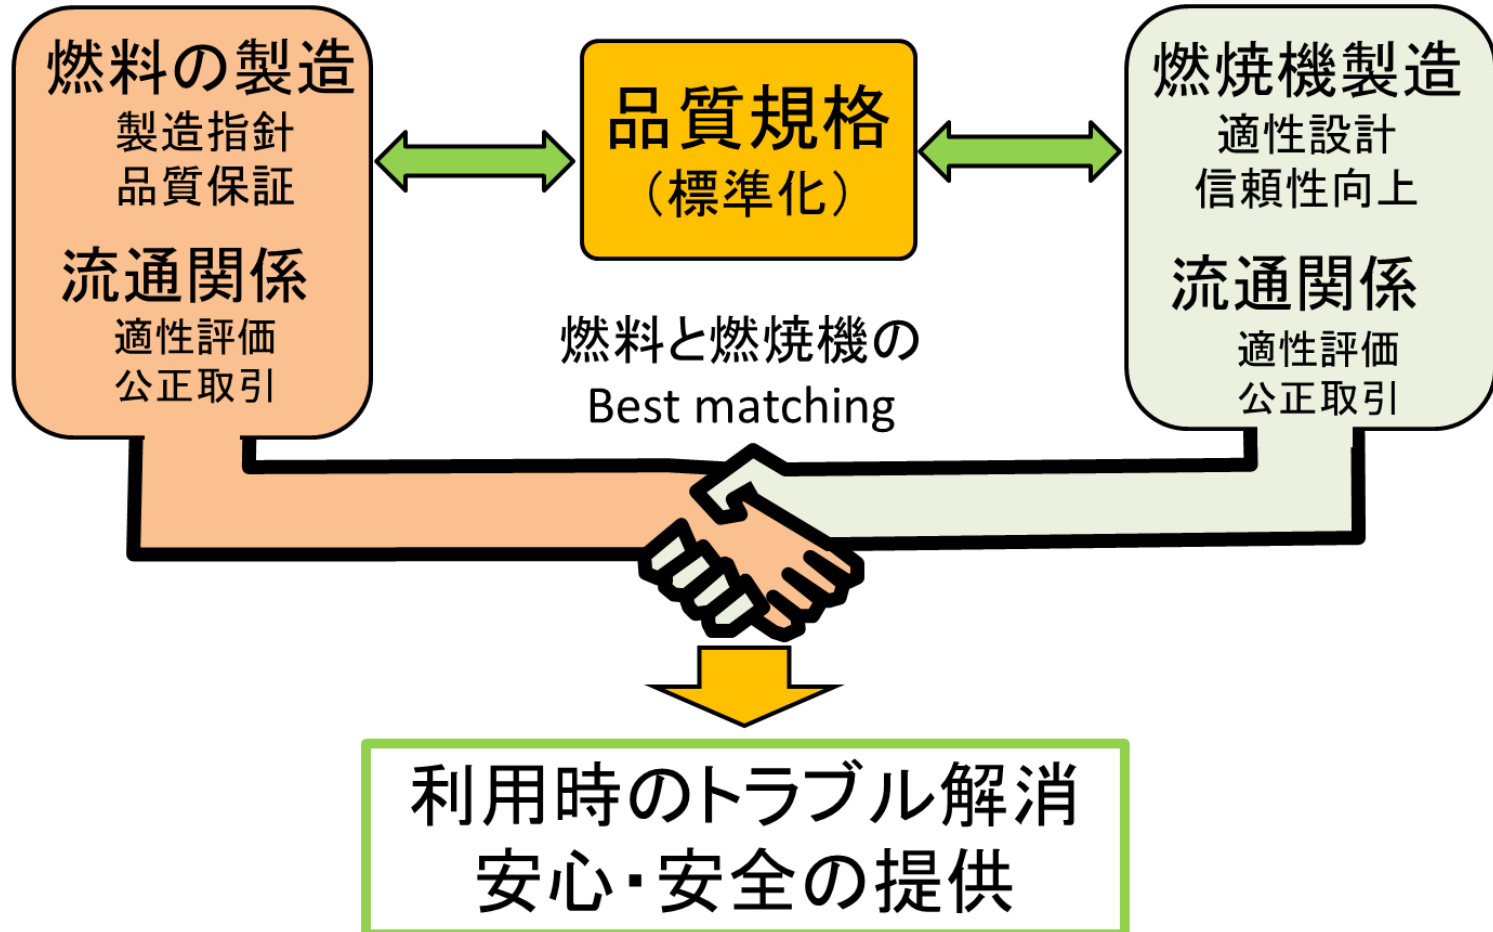 燃料の製造
製造指針
品質保証
流通関係
適性評価
公正取引
品質規格
（標準化）
燃焼機製造
適性設計
信頼性向上
流通関係
適性評価
公正取引
燃料と燃焼機の
Best matching
利用時のトラブル解消
安心・安全の提供